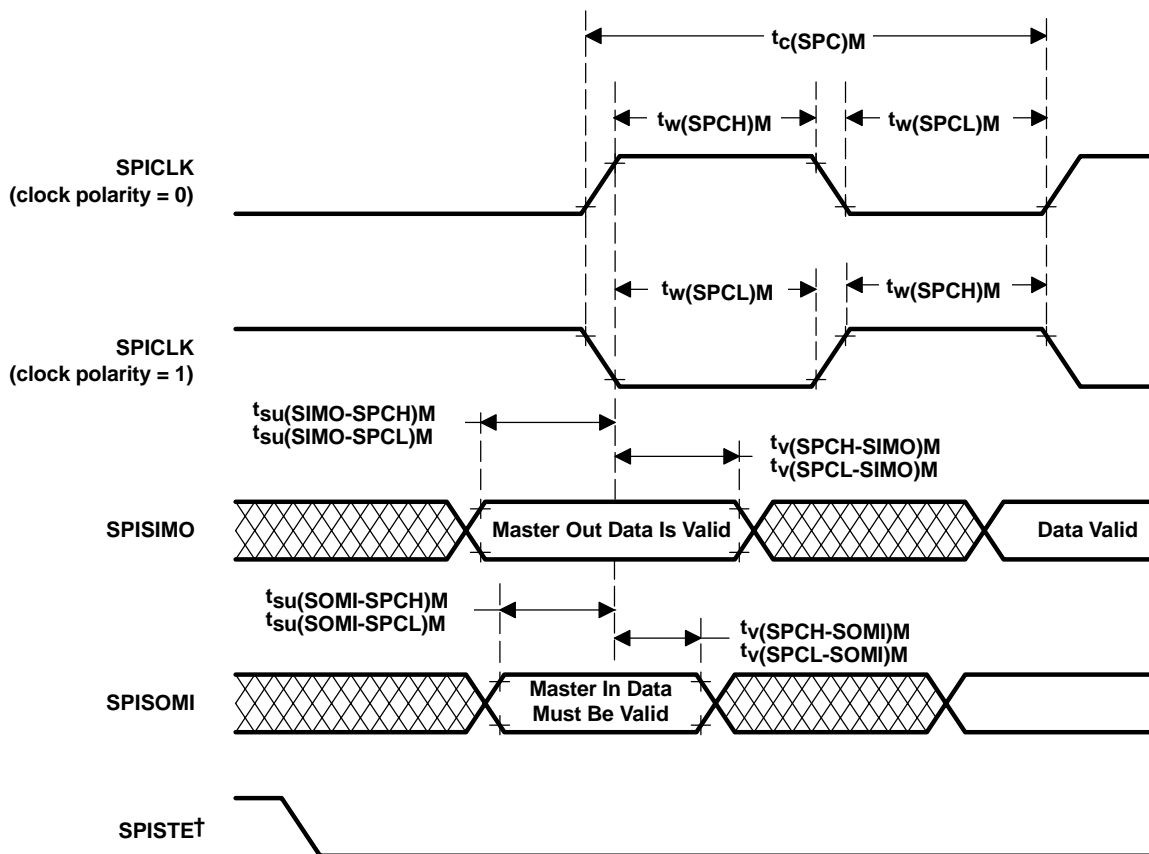 tc(SPC)M
tw(SPCH)M
tw(SPCL)M
SPICLK
(clock polarity = 0)
tw(SPCL)M
tw(SPCH)M
SPICLK
(clock polarity = 1)
tsu(SIMO-SPCH)M
tsu(SIMO-SPCL)M
tv(SPCH-SIMO)M
tv(SPCL-SIMO)M
SPISIMO
Master Out Data Is Valid
Data Valid
tsu(SOMI-SPCH)M
tsu(SOMI-SPCL)M
tv(SPCH-SOMI)M
tv(SPCL-SOMI)M
SPISOMI
Master In Data
Must Be Valid
SPISTE†